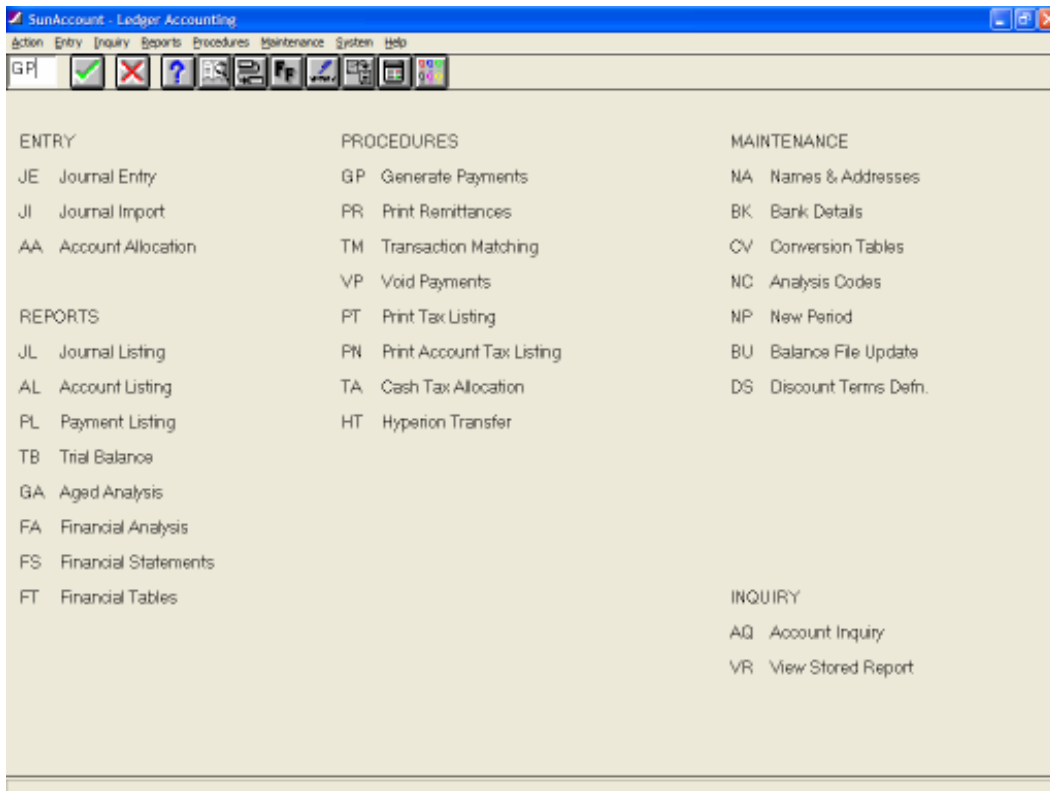 SunAccount - Ledger Accounting
Action Entry Inquiry Reports Procedures Maintenance System Help
GP
ENTRY
JE Journal Entry
JI Journal Import
AA Account Allocation
REPORTS
JL Journal Listing
AL Account Listing
PL Payment Listing
TB Trial Balance
GA Aged Analysis
FA Financial Analysis
FS Financial Statements
FT Financial Tables
PROCEDURES
GP Generate Payments
PR Print Remittances
TM Transaction Matching
VP Void Payments
PT Print Tax Listing
PN Print Account Tax Listing
TA Cash Tax Allocation
HT Hyperion Transfer
MAINTENANCE
NA Names & Addresses
BK Bank Details
CV Conversion Tables
NC Analysis Codes
NP New Period
BU Balance File Update
DS Discount Terms Defn.
INQUIRY
AQ Account Inquiry
VR View Stored Report